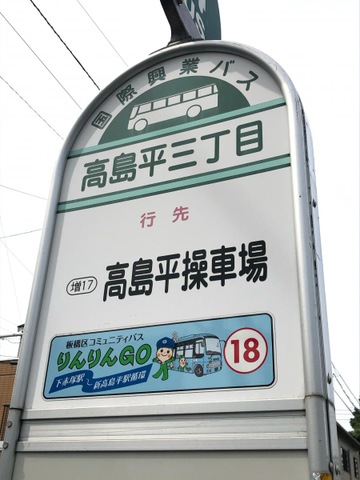 国際興業バス
高島平三丁目
行先
増17 高島平操車場
板橋区コミュニティバス
りんりんGO
18
下赤塚駅～新高島平駅循環